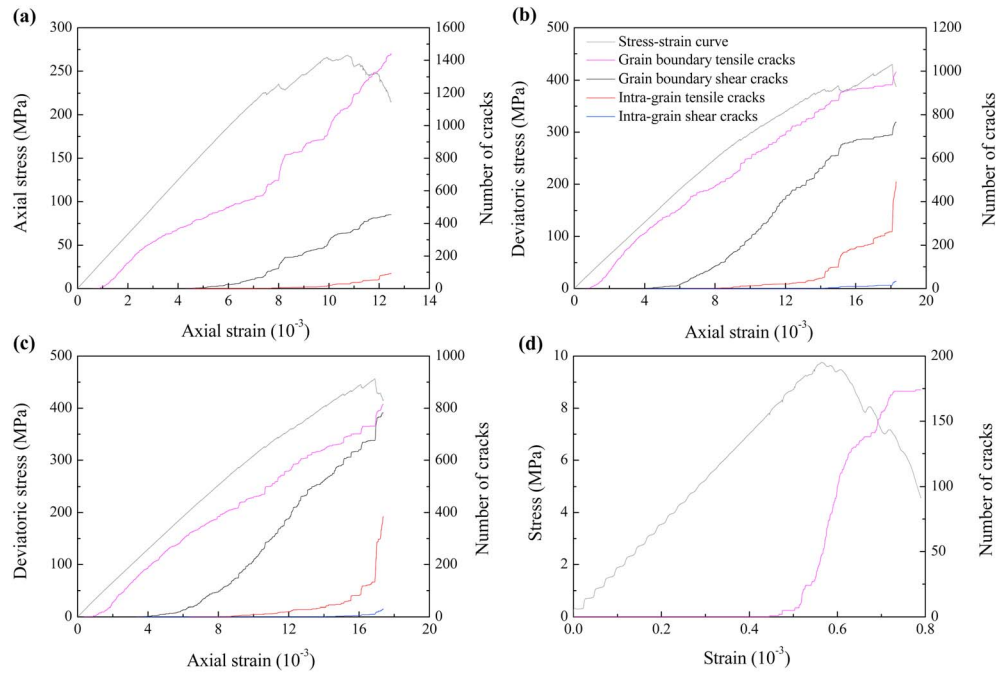 (a)
300
250
200
150
100
50
0
Axial stress (MPa)
1600
1400
1200
1000
800
600
400
200
0
Number of cracks
0 2 4 6 8 10 12 14
Axial strain (10-3)
(b)
500
400
300
200
100
0
Deviatoric stress (MPa)
Stress-strain curve
Grain boundary tensile cracks
Grain boundary shear cracks
Intra-grain tensile cracks
Intra-grain shear cracks
1200
1000
800
600
400
200
0
Number of cracks
0 4 8 12 16 20
Axial strain (10-3)
(c)
500
400
300
200
100
0
Deviatoric stress (MPa)
1000
800
600
400
200
0
Number of cracks
0 4 8 12 16 20
Axial strain (10-3)
(d)
10
8
6
4
2
0
Stress (MPa)
200
150
100
50
0
Number of cracks
0.0 0.2 0.4 0.6 0.8
Strain (10-3)